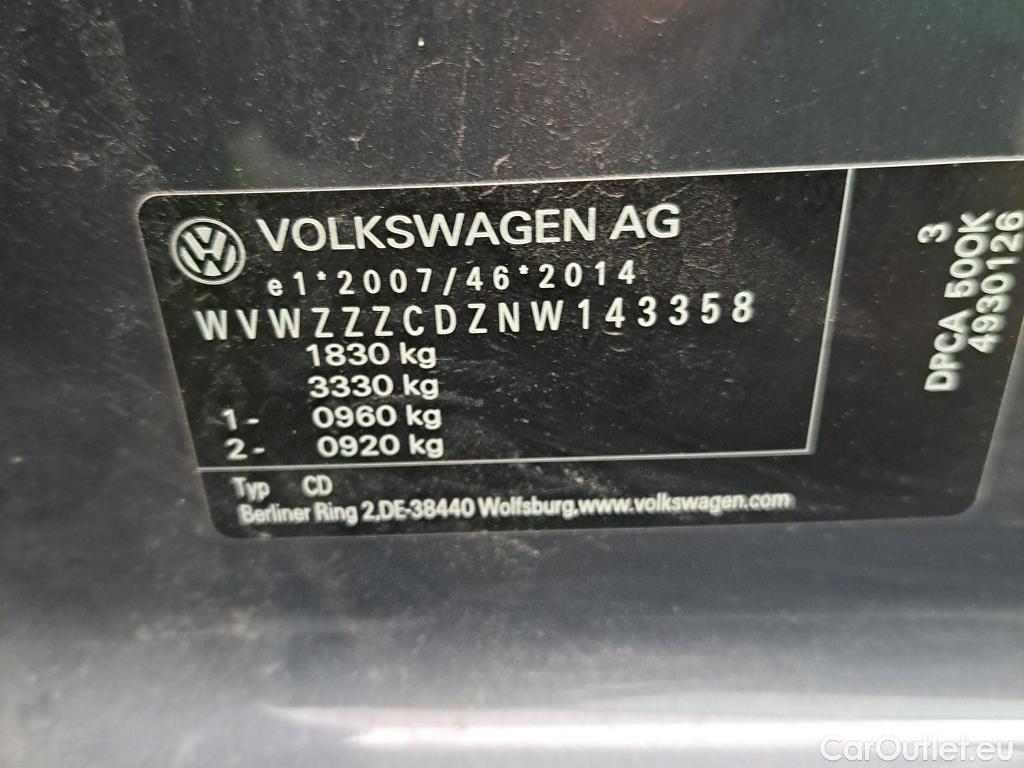 VOLKSWAGEN AG
e1*2007/46*2014
WVWZZZCDZNW143358
1830 kg
3330 kg
1- 0960 kg
2- 0920 kg
Typ CD
Berliner Ring 2,DE-38440 Wolfsburg,www.volkswagen.com
3
DPCA 500K
4930126
CarOutlet.eu